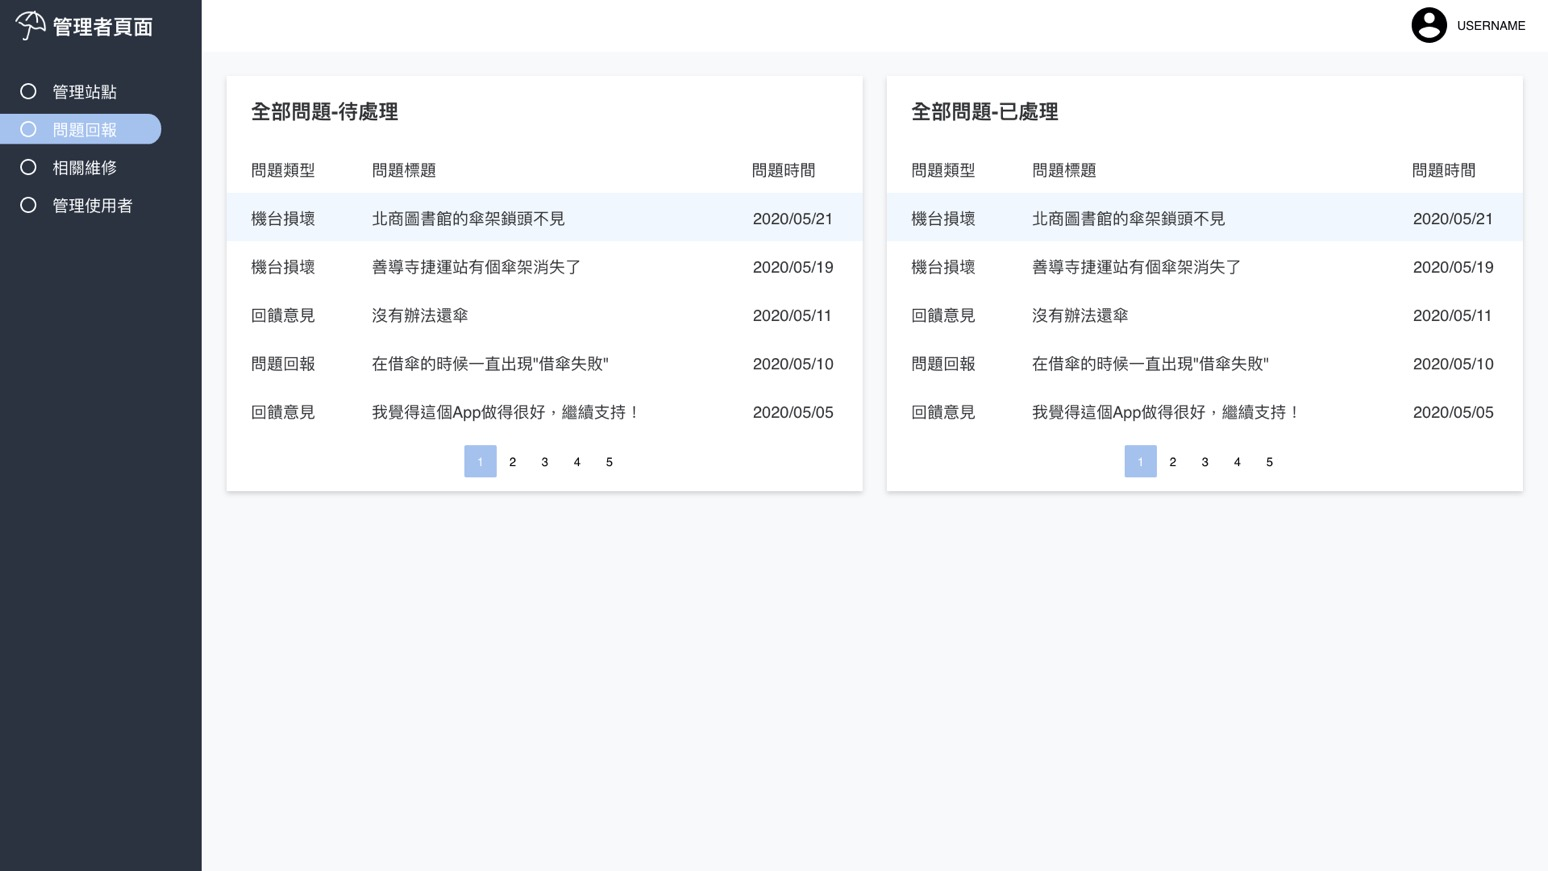 管理者頁面
USERNAME
管理站點
問題回報
相關維修
管理使用者
全部問題-待處理
問題類型 問題標題 問題時間
機台損壞 北商圖書館的傘架鎖頭不見 2020/05/21
機台損壞 善導寺捷運站有個傘架消失了 2020/05/19
回饋意見 沒有辦法還傘 2020/05/11
問題回報 在借傘的時候一直出現"借傘失敗" 2020/05/10
回饋意見 我覺得這個App做得很好，繼續支持！ 2020/05/05
1 2 3 4 5
全部問題-已處理
問題類型 問題標題 問題時間
機台損壞 北商圖書館的傘架鎖頭不見 2020/05/21
機台損壞 善導寺捷運站有個傘架消失了 2020/05/19
回饋意見 沒有辦法還傘 2020/05/11
問題回報 在借傘的時候一直出現"借傘失敗" 2020/05/10
回饋意見 我覺得這個App做得很好，繼續支持！ 2020/05/05
1 2 3 4 5